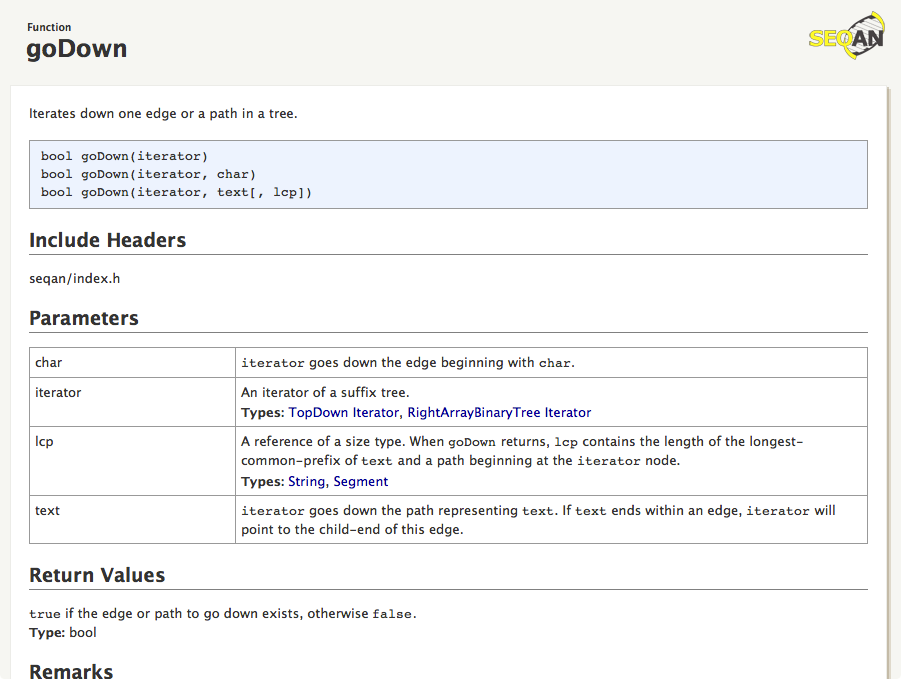 Function
goDown
SEQAN
Iterates down one edge or a path in a tree.
bool goDown(iterator)
bool goDown(iterator, char)
bool goDown(iterator, text[, lcp])
Include Headers
seqan/index.h
Parameters
char
iterator goes down the edge beginning with char.
iterator
An iterator of a suffix tree.
Types: TopDown Iterator, RightArrayBinaryTree Iterator
lcp
A reference of a size type. When goDown returns, lcp contains the length of the longest-
common-prefix of text and a path beginning at the iterator node.
Types: String, Segment
text
iterator goes down the path representing text. If text ends within an edge, iterator will
point to the child-end of this edge.
Return Values
true if the edge or path to go down exists, otherwise false.
Type: bool
Remarks